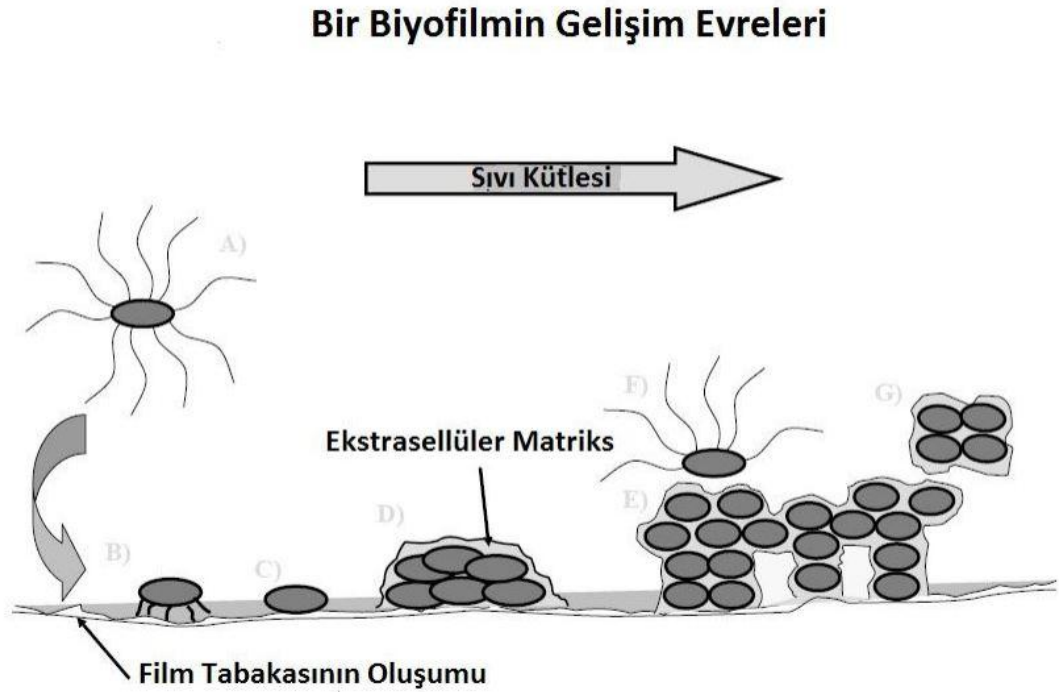 Bir Biyofilmin Gelişim Evreleri
Sıvı Kütlesi
A)
F)
G)
Ekstrasellüler Matriks
E)
D)
B)
C)
Film Tabakasının Oluşumu